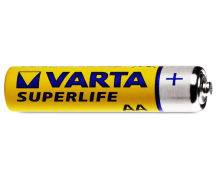 VARTA +
SUPERLIFE
AA